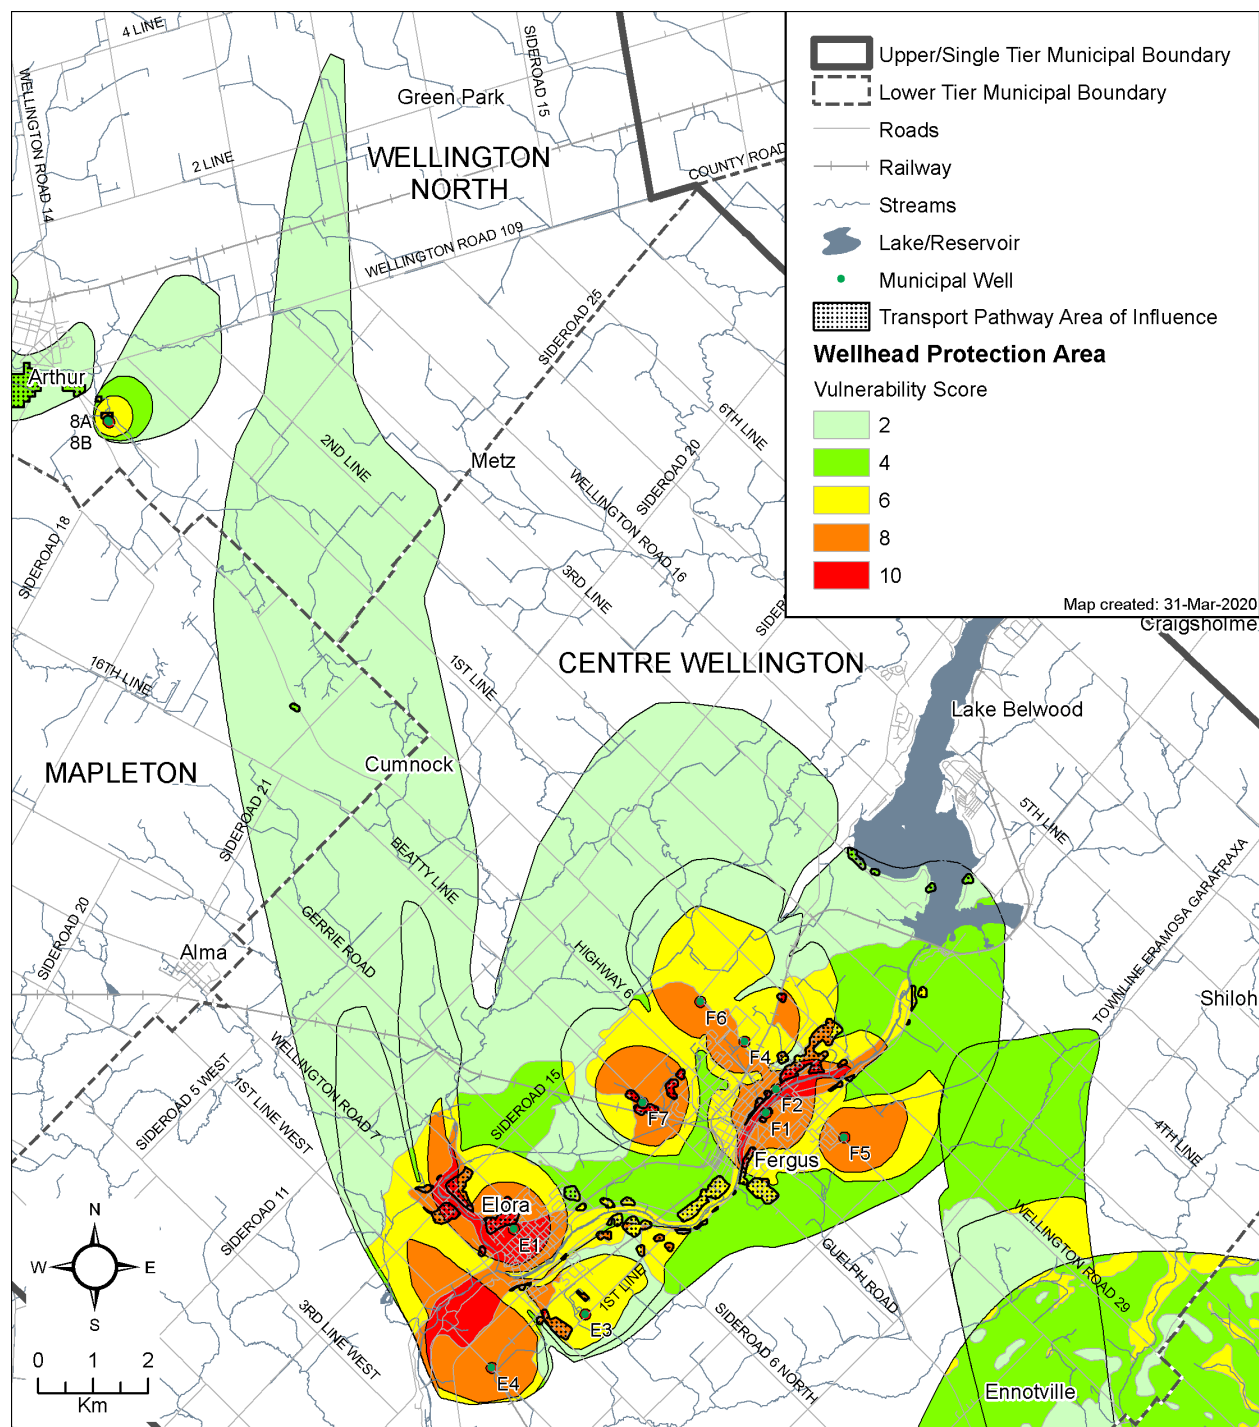 4 LINE
SIDEROAD 15
Green Park
WELLINGTON ROAD 14
2 LINE
WELLINGTON
NORTH
COUNTY ROAD
WELLINGTON ROAD 109
SIDEROAD 25
Arthur
8A
8B
6TH LINE
2ND LINE
Metz
SIDEROAD 20
WELLINGTON ROAD 16
SIDEROAD 18
3RD LINE
Upper/Single Tier Municipal Boundary
Lower Tier Municipal Boundary
Roads
Railway
Streams
Lake/Reservoir
Municipal Well
Transport Pathway Area of Influence
Wellhead Protection Area
Vulnerability Score
2
4
6
8
10
Map created: 31-Mar-2020
Craigsholme
16TH LINE
1ST LINE
CENTRE WELLINGTON
Lake Belwood
Cumnock
MAPLETON
SIDEROAD 21
5TH LINE
BEATTY LINE
GERRIE ROAD
SIDEROAD 20
Alma
HIGHWAY 6
TOWNLINE ERAMOSA GARAFRAXA
Shiloh
F6
F4
WELLINGTON ROAD 7
SIDEROAD 15
SIDEROAD 5 WEST
1ST LINE WEST
F7
F2
F1
F5
Fergus
4TH LINE
SIDEROAD 11
Elora
E1
N
W
E
S
WELLINGTON ROAD 29
GUELPH ROAD
1ST LINE
E3
3RD LINE WEST
SIDEROAD 6 NORTH
E4
Ennotville
0 1 2
Km